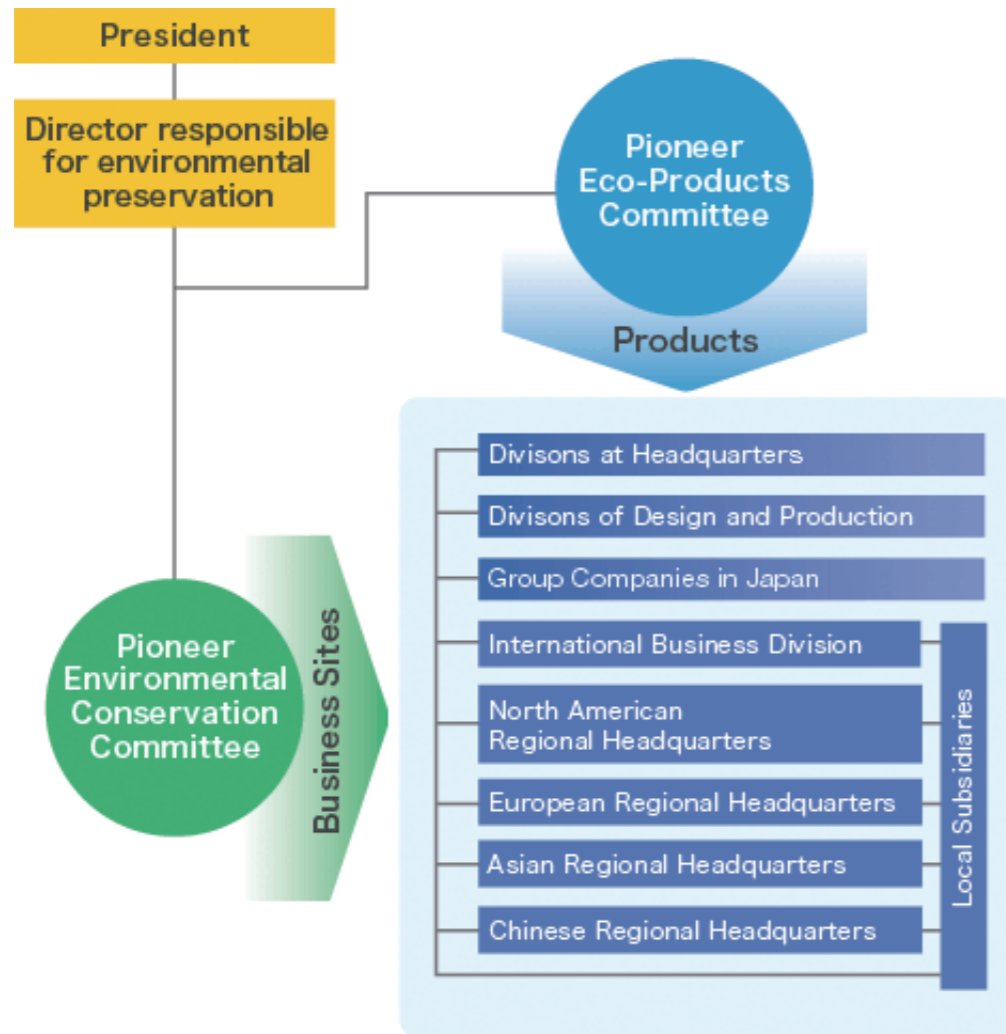 President
Director responsible
for environmental
preservation
Pioneer
Eco-Products
Committee
Products
Divisons at Headquarters
Divisons of Design and Production
Group Companies in Japan
International Business Division
North American
Regional Headquarters
European Regional Headquarters
Asian Regional Headquarters
Chinese Regional Headquarters
Local Subsidiaries
Pioneer
Environmental
Conservation
Committee
Business Sites